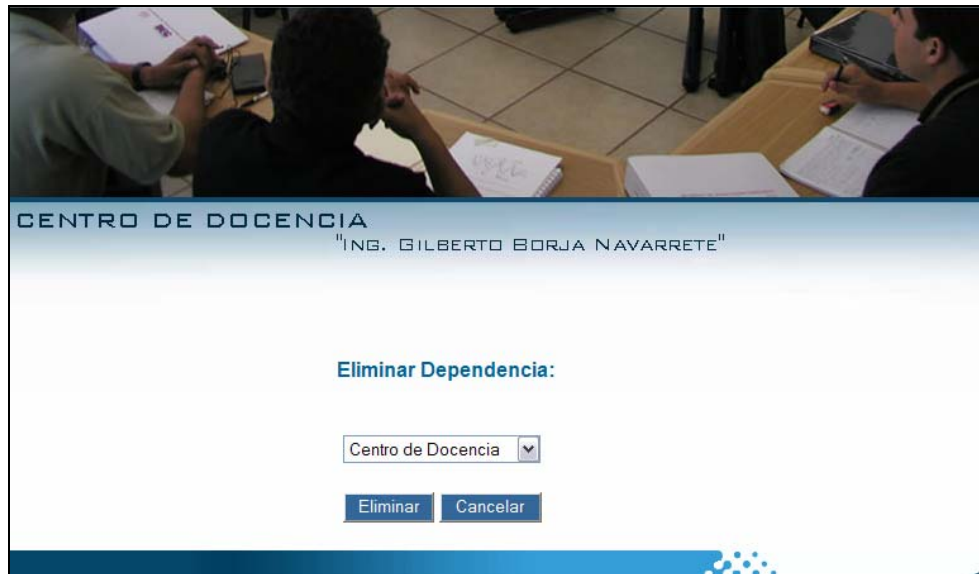 CENTRO DE DOCENCIA
"ING. GILBERTO BORJA NAVARRETE"
Eliminar Dependencia:
Centro de Docencia
Eliminar Cancelar